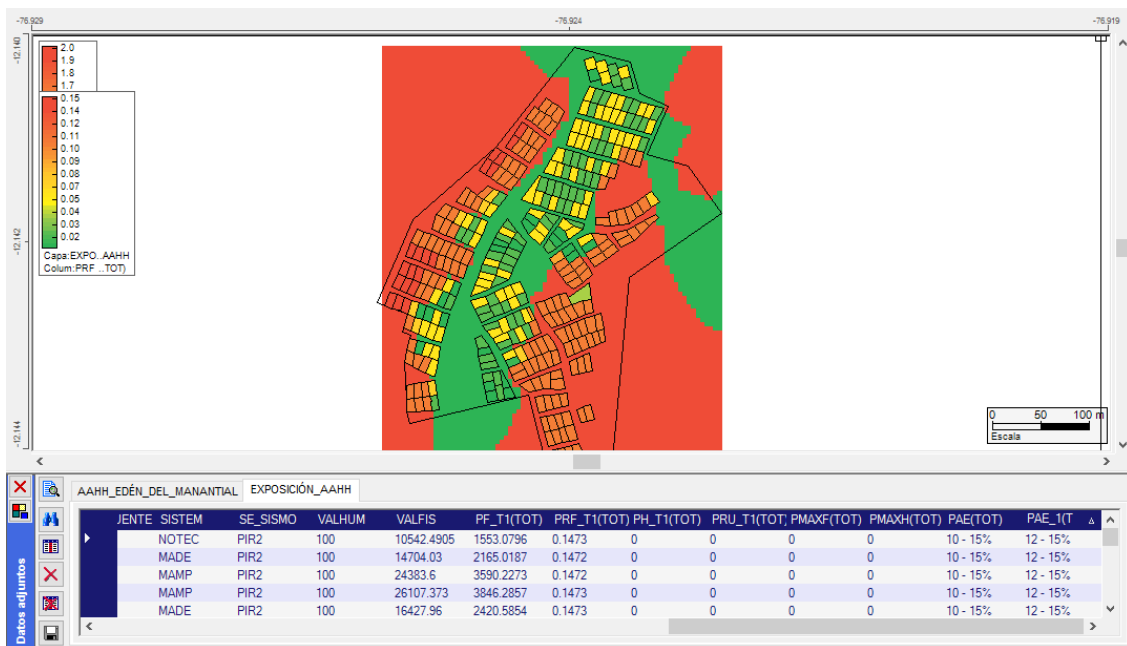 -76.929 -76.924 -76.919
-12.140
-12.142
-12.144
2.0
1.9
1.8
1.7
0.15
0.14
0.12
0.11
0.10
0.09
0.08
0.07
0.05
0.04
0.03
0.02
Capa:EXPO..AAHH
Colum:PRF ..TOT)
0 50 100 m
Escala
Datos adjuntos
AAHH_EDÉN_DEL_MANANTIAL EXPOSICIÓN_AAHH
JENTE SISTEM SE_SISMO VALHUM VALFIS PF_T1(TOT) PRF_T1(TOT) PH_T1(TOT) PRU_T1(TOT) PMAXF(TOT) PMAXH(TOT) PAE(TOT) PAE_1(T
NOTEC PIR2 100 10542.4905 1553.0796 0.1473 0 0 0 0 10 - 15% 12 - 15%
MADE PIR2 100 14704.03 2165.0187 0.1472 0 0 0 0 10 - 15% 12 - 15%
MAMP PIR2 100 24383.6 3590.2273 0.1472 0 0 0 0 10 - 15% 12 - 15%
MAMP PIR2 100 26107.373 3846.2857 0.1473 0 0 0 0 10 - 15% 12 - 15%
MADE PIR2 100 16427.96 2420.5854 0.1473 0 0 0 0 10 - 15% 12 - 15%